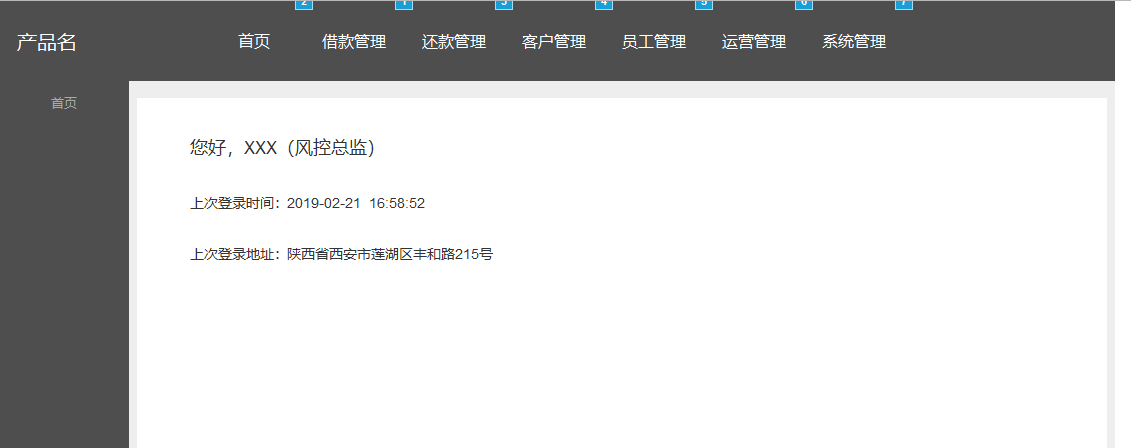 2 1 3 4 5 6 7
产品名 首页 借款管理 还款管理 客户管理 员工管理 运营管理 系统管理
首页
您好，XXX（风控总监）
上次登录时间：2019-02-21 16:58:52
上次登录地址：陕西省西安市莲湖区丰和路215号